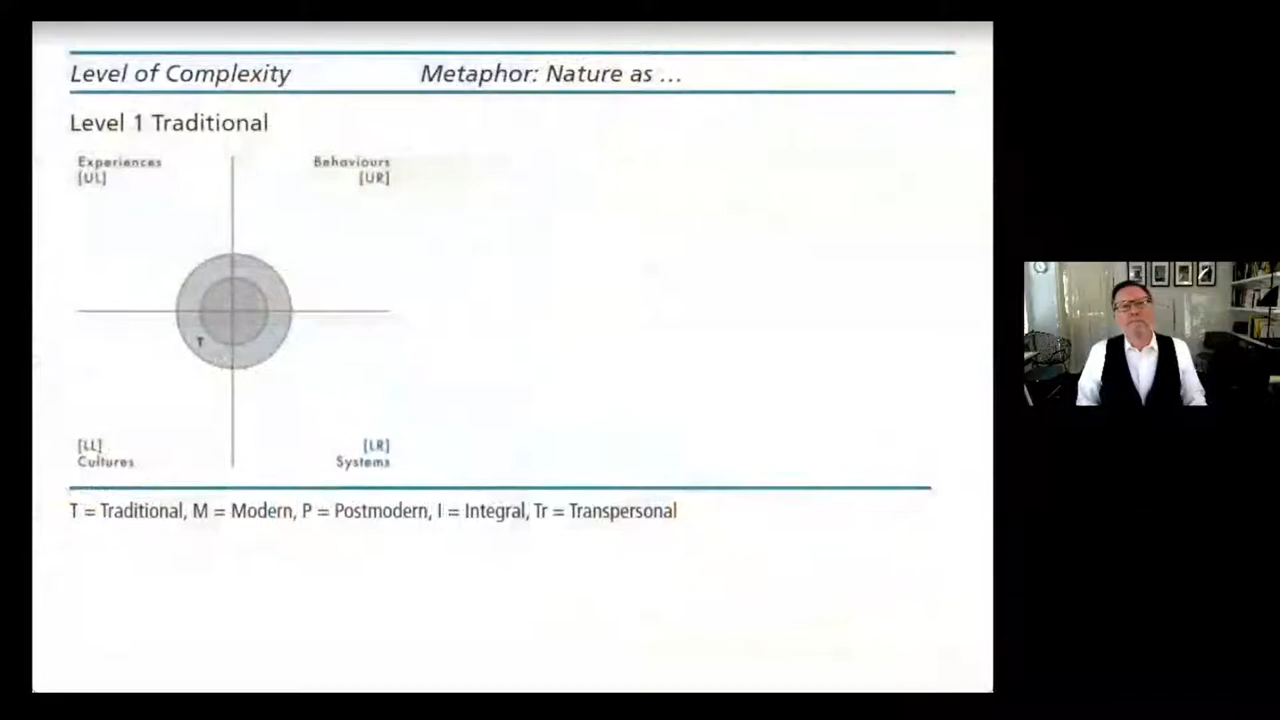 Level of Complexity Metaphor: Nature as ...
Level 1 Traditional
Experiences Behaviours
[UL] [UR]
T
[LL] [LR]
Cultures Systems
T = Traditional, M = Modern, P = Postmodern, I = Integral, Tr = Transpersonal